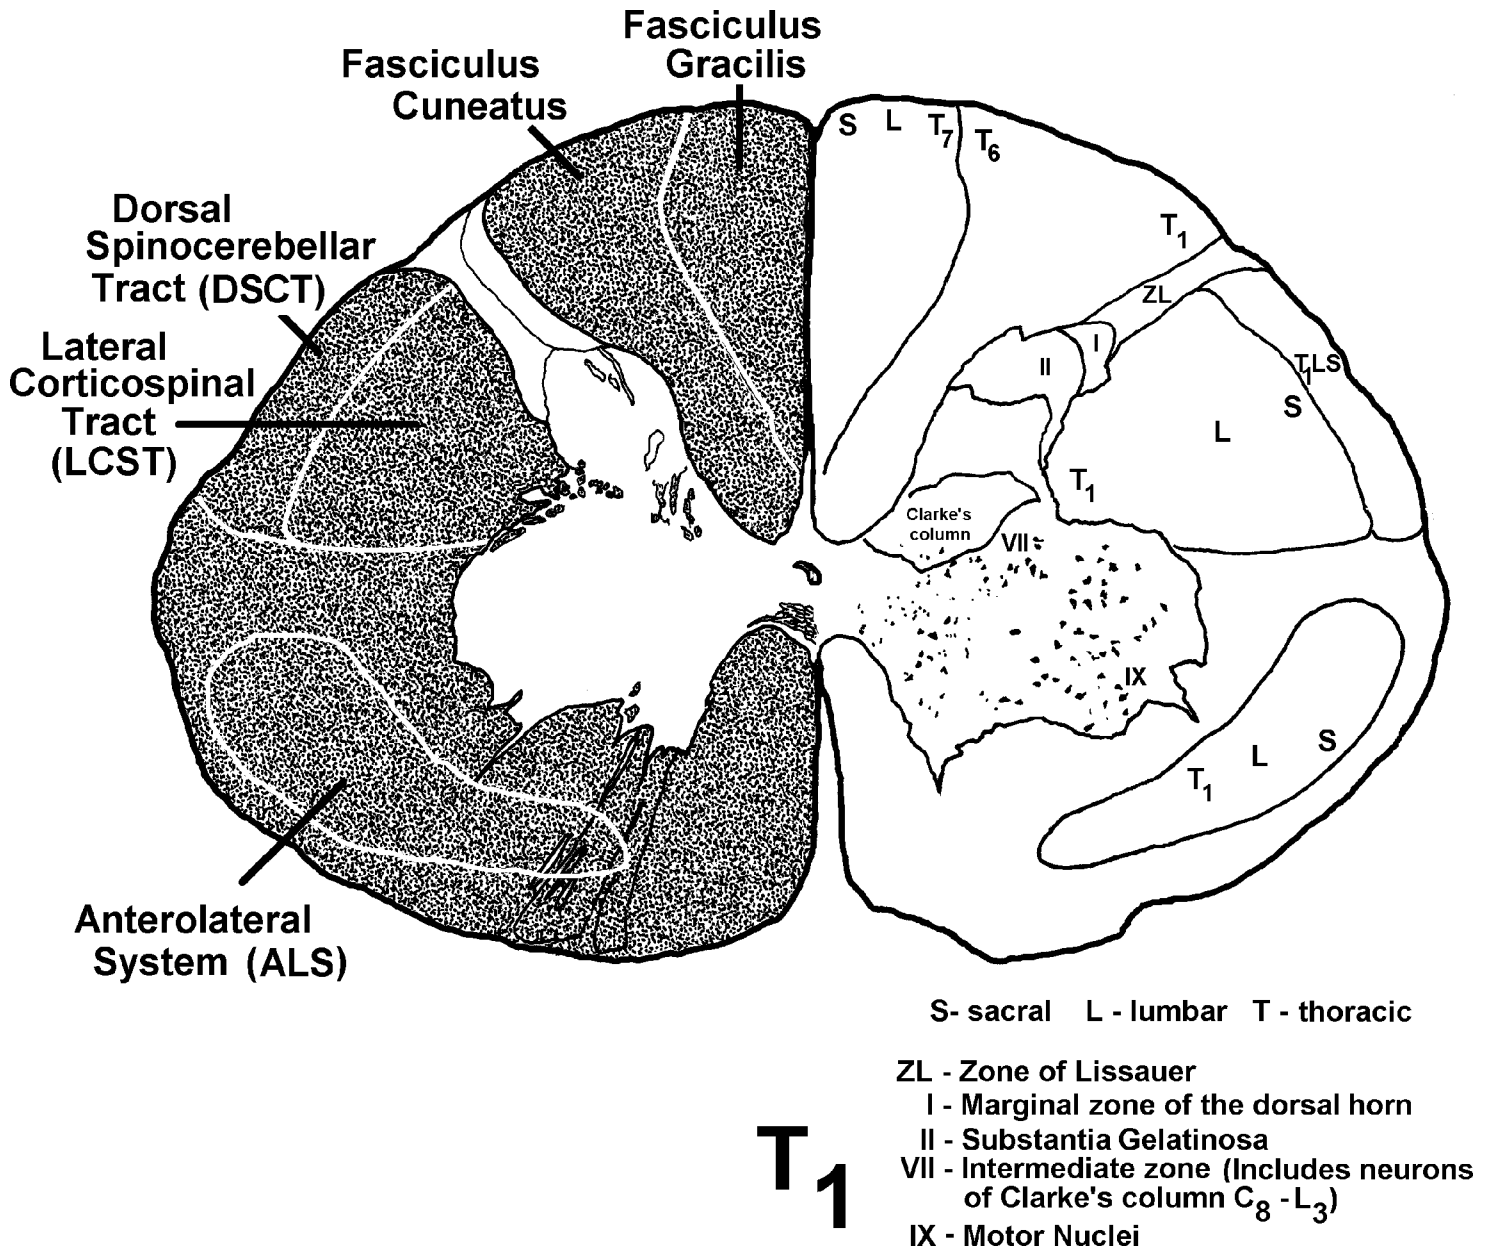 Fasciculus
Gracilis
Fasciculus
Cuneatus
Dorsal
Spinocerebellar
Tract (DSCT)
Lateral
Corticospinal
Tract
(LCST)
Anterolateral
System (ALS)
S L T7 T6
T1
ZL
I
II
T1LS
S
L
T1
Clarke's
column
VII
IX
S
L
T1
S- sacral L - lumbar T - thoracic
ZL - Zone of Lissauer
I - Marginal zone of the dorsal horn
II - Substantia Gelatinosa
VII - Intermediate zone (Includes neurons
of Clarke's column C8 - L3)
IX - Motor Nuclei
T1